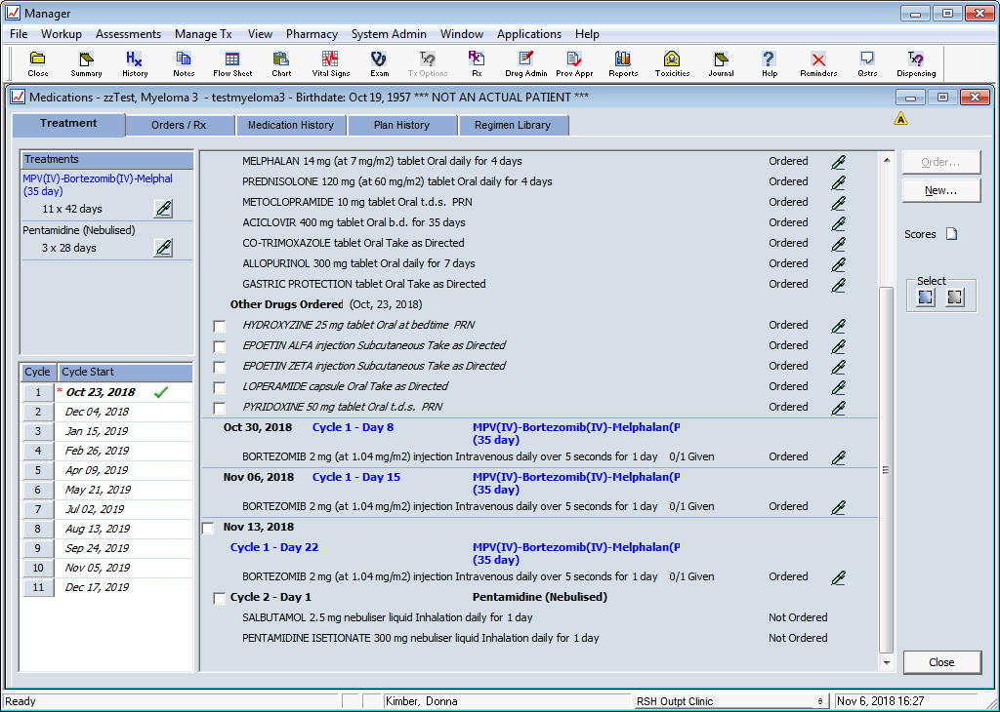 Manager
File Workup Assessments Manage Tx View Pharmacy System Admin Window Applications Help
Close Summary History Notes Flow Sheet Chart Vital Signs Exam Tx Options Rx Drug Admin Prov Appr Reports Toxicities Journal Help Reminders Qstrs Dispensing
Medications - zzTest, Myeloma 3 - testmyeloma3 - Birthdate: Oct 19, 1957 *** NOT AN ACTUAL PATIENT ***
Treatment Orders / Rx Medication History Plan History Regimen Library
Treatments
MPV(IV)-Bortezomib(IV)-Melphal
(35 day)
11 x 42 days
Pentamidine (Nebulised)
3 x 28 days
Cycle Cycle Start
1 * Oct 23, 2018
2 Dec 04, 2018
3 Jan 15, 2019
4 Feb 26, 2019
5 Apr 09, 2019
6 May 21, 2019
7 Jul 02, 2019
8 Aug 13, 2019
9 Sep 24, 2019
10 Nov 05, 2019
11 Dec 17, 2019
MELPHALAN 14 mg (at 7 mg/m2) tablet Oral daily for 4 days Ordered
PREDNISOLONE 120 mg (at 60 mg/m2) tablet Oral daily for 4 days Ordered
METOCLOPRAMIDE 10 mg tablet Oral t.d.s. PRN Ordered
ACICLOVIR 400 mg tablet Oral b.d. for 35 days Ordered
CO-TRIMOXAZOLE tablet Oral Take as Directed Ordered
ALLOPURINOL 300 mg tablet Oral daily for 7 days Ordered
GASTRIC PROTECTION tablet Oral Take as Directed Ordered
Other Drugs Ordered (Oct, 23, 2018)
HYDROXYZINE 25 mg tablet Oral at bedtime PRN Ordered
EPOETIN ALFA injection Subcutaneous Take as Directed Ordered
EPOETIN ZETA injection Subcutaneous Take as Directed Ordered
LOPERAMIDE capsule Oral Take as Directed Ordered
PYRIDOXINE 50 mg tablet Oral t.d.s. PRN Ordered
Oct 30, 2018 Cycle 1 - Day 8 MPV(IV)-Bortezomib(IV)-Melphalan(P
(35 day)
BORTEZOMIB 2 mg (at 1.04 mg/m2) injection Intravenous daily over 5 seconds for 1 day 0/1 Given Ordered
Nov 06, 2018 Cycle 1 - Day 15 MPV(IV)-Bortezomib(IV)-Melphalan(P
(35 day)
BORTEZOMIB 2 mg (at 1.04 mg/m2) injection Intravenous daily over 5 seconds for 1 day 0/1 Given Ordered
Nov 13, 2018
Cycle 1 - Day 22 MPV(IV)-Bortezomib(IV)-Melphalan(P
(35 day)
BORTEZOMIB 2 mg (at 1.04 mg/m2) injection Intravenous daily over 5 seconds for 1 day 0/1 Given Ordered
Cycle 2 - Day 1 Pentamidine (Nebulised)
SALBUTAMOL 2.5 mg nebuliser liquid Inhalation daily for 1 day Not Ordered
PENTAMIDINE ISETIONATE 300 mg nebuliser liquid Inhalation daily for 1 day Not Ordered
Order...
New...
Scores
Select
Close
Ready Kimber, Donna RSH Outpt Clinic Nov 6, 2018 16:27